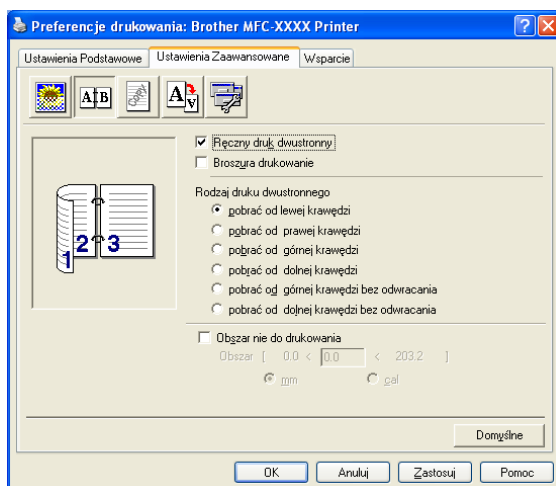 Preferencje drukowania: Brother MFC-XXXX Printer
Ustawienia Podstawowe Ustawienia Zaawansowane Wsparcie
A B
A
1 2 3
Ręczny druk dwustronny
Broszura drukowanie
Rodzaj druku dwustronnego
pobrać od lewej krawędzi
pobrać od prawej krawędzi
pobrać od górnej krawędzi
pobrać od dolnej krawędzi
pobrać od górnej krawędzi bez odwracania
pobrać od dolnej krawędzi bez odwracania
Obszar nie do drukowania
Obszar [ 0.0 < 0.0 < 203.2 ]
mm cal
Domyślne
OK Anuluj Zastosuj Pomoc